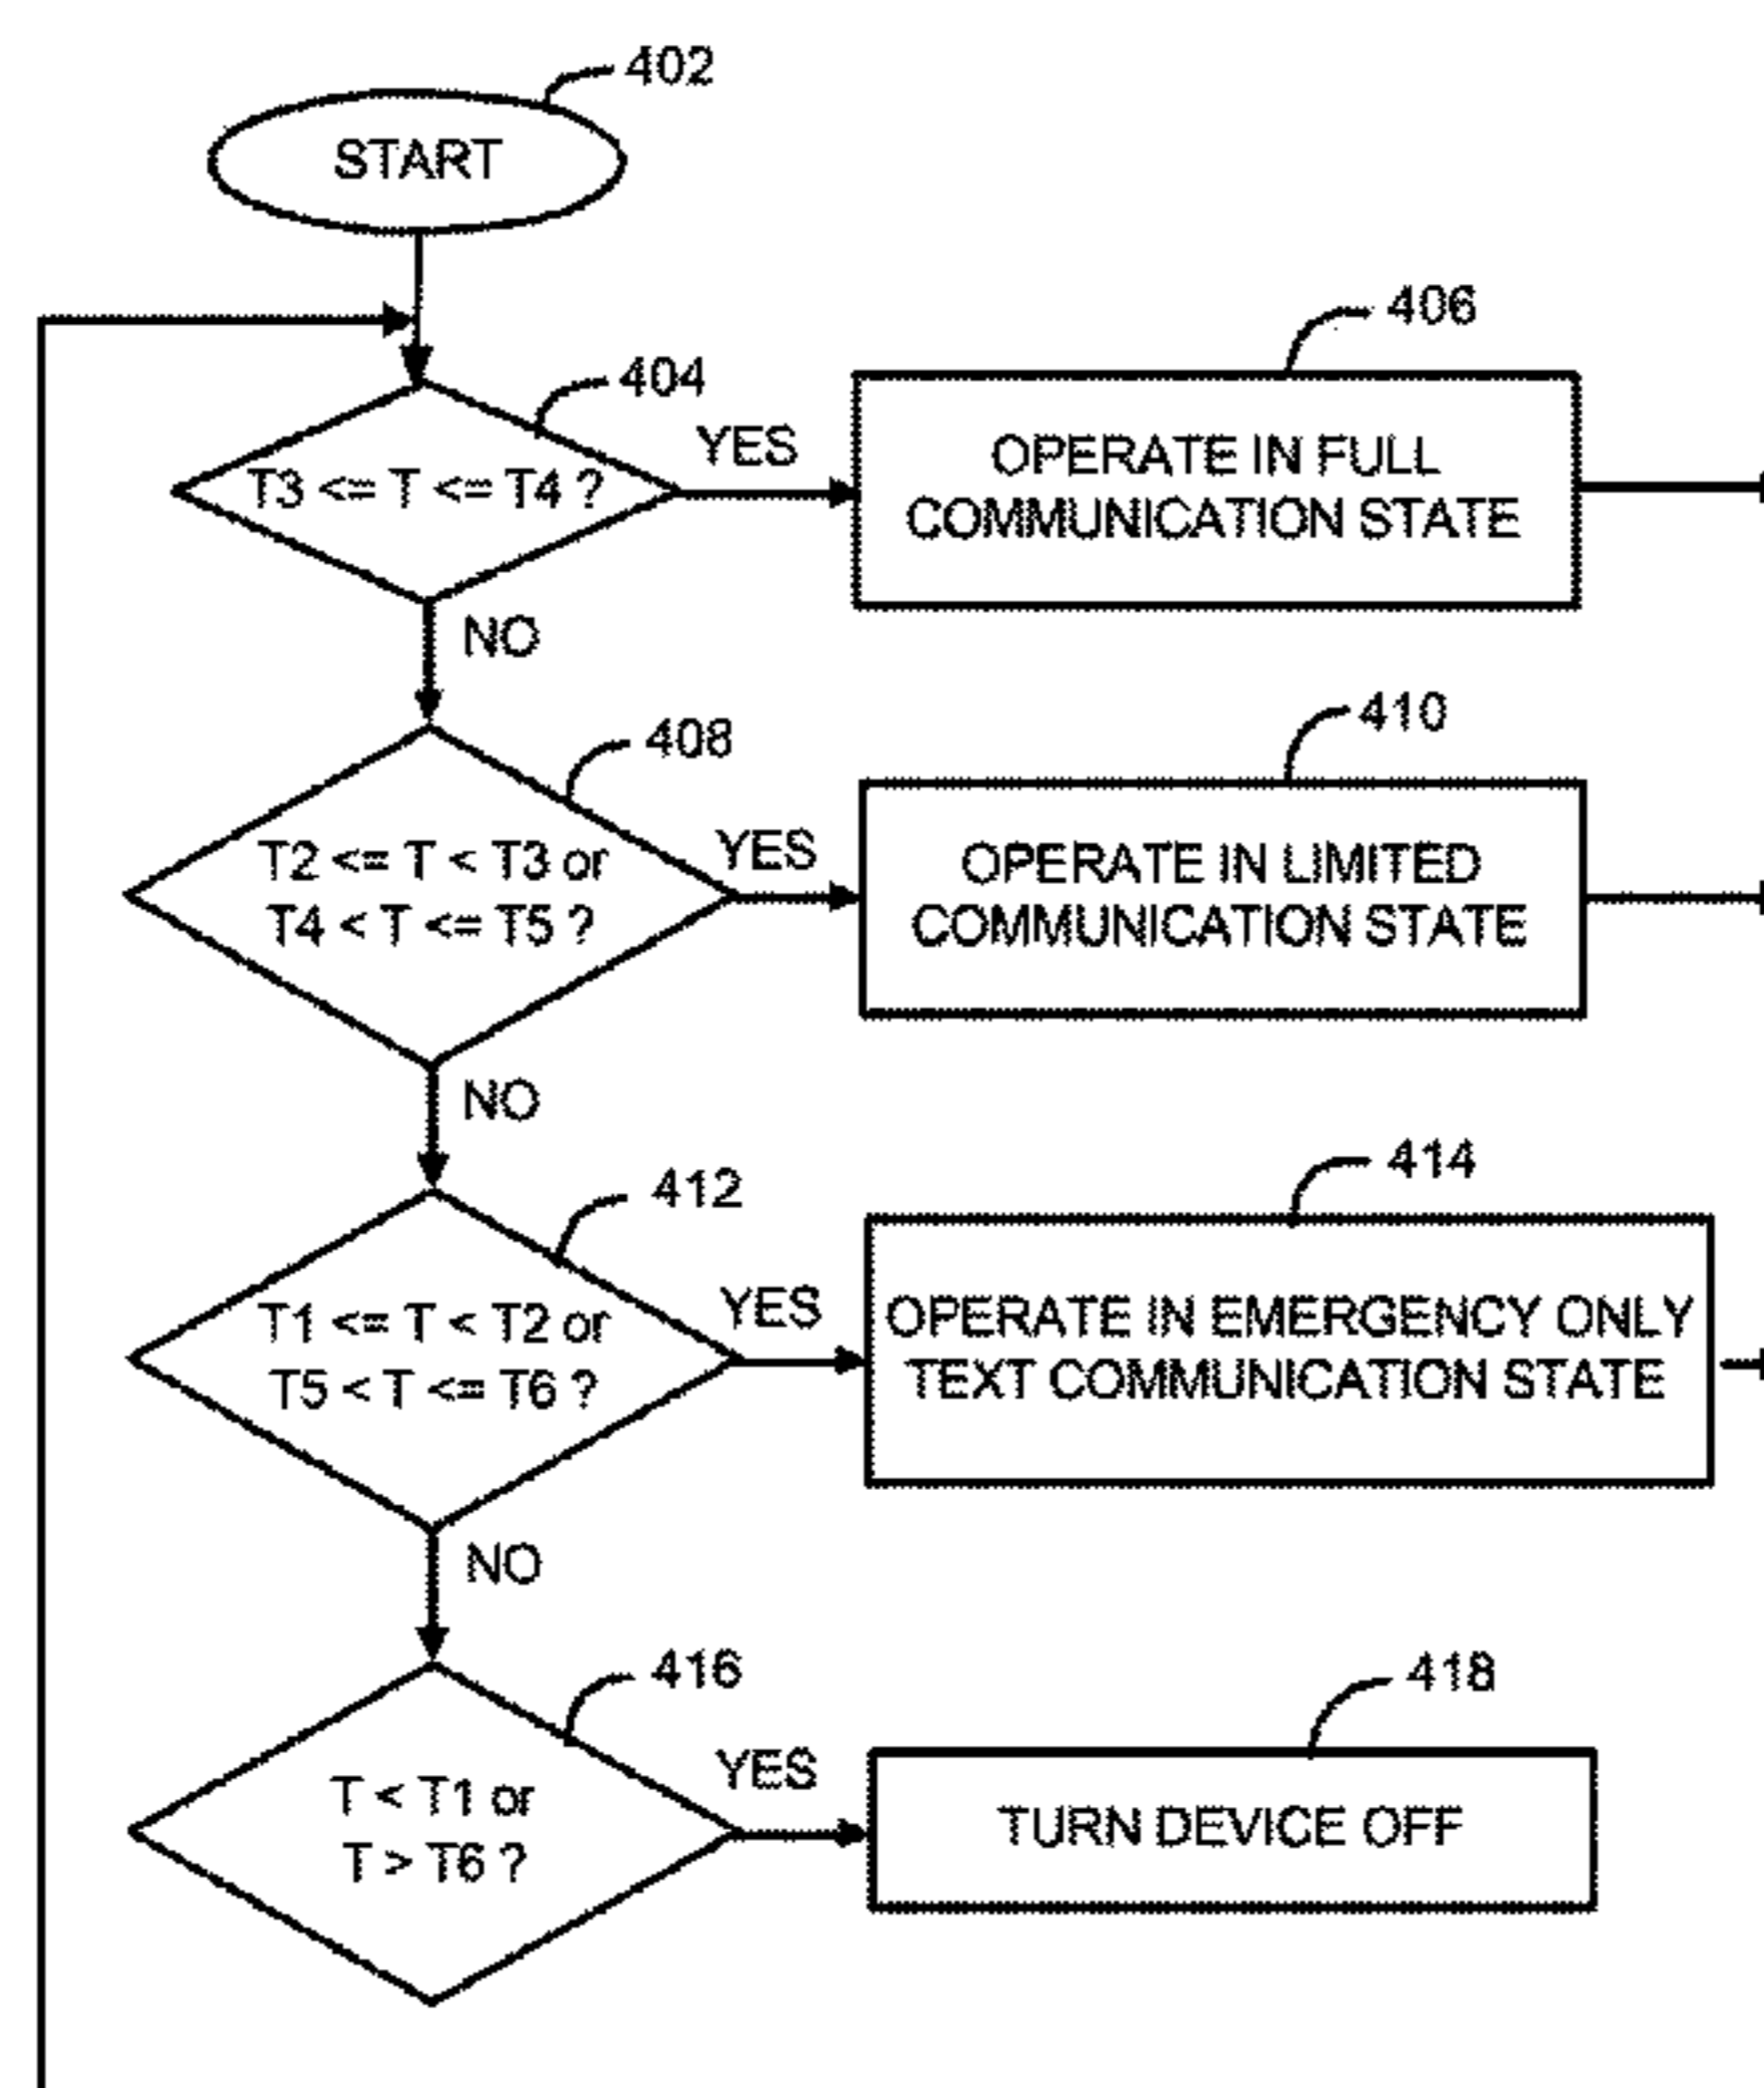 402
START
406
404
YES
T3 <= T <= T4 ?
OPERATE IN FULL
COMMUNICATION STATE
NO
410
408
YES
T2 <= T < T3 or
T4 < T <= T5 ?
OPERATE IN LIMITED
COMMUNICATION STATE
NO
414
412
YES
T1 <= T < T2 or
T5 < T <= T6 ?
OPERATE IN EMERGENCY ONLY
TEXT COMMUNICATION STATE
NO
416
418
YES
T < T1 or
T > T6 ?
TURN DEVICE OFF